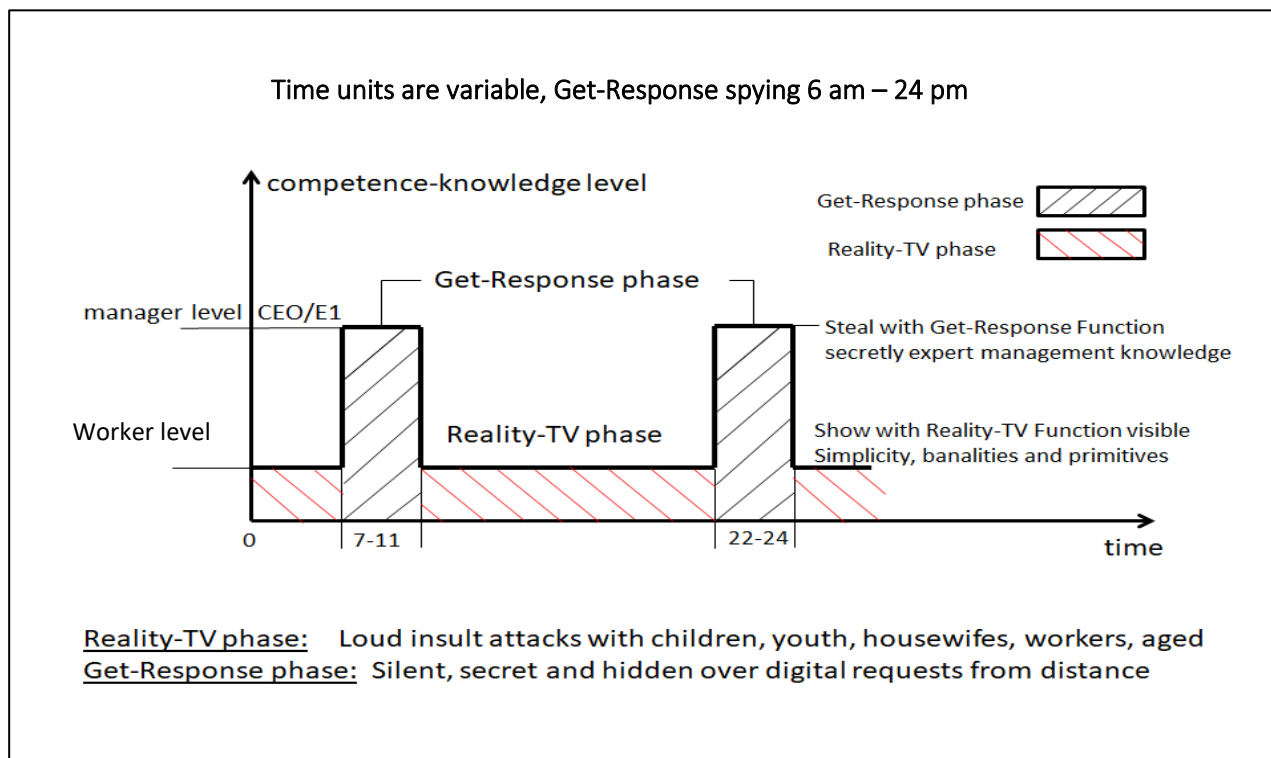 Time units are variable, Get-Response spying 6 am – 24 pm
competence-knowledge level
Get-Response phase
Reality-TV phase
Get-Response phase
manager level CEO/E1
Steal with Get-Response Function
secretly expert management knowledge
Worker level
Reality-TV phase
Show with Reality-TV Function visible
Simplicity, banalities and primitives
0
7-11
22-24
time
Reality-TV phase: Loud insult attacks with children, youth, housewifes, workers, aged
Get-Response phase: Silent, secret and hidden over digital requests from distance